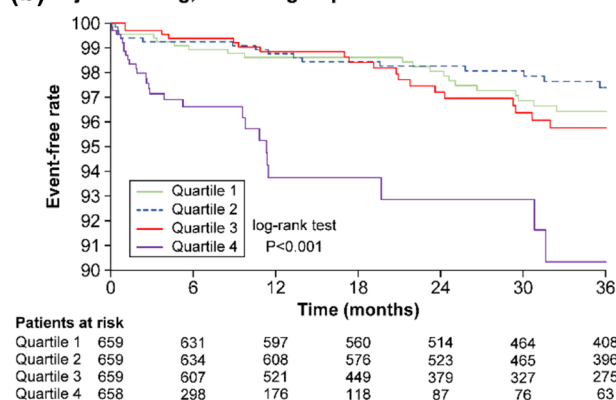 100
99
98
97
96
95
94
93
92
91
90
Event-free rate
Quartile 1
Quartile 2
Quartile 3
Quartile 4
log-rank test
P<0.001
0 6 12 18 24 30 36
Time (months)
Patients at risk
Quartile 1 659 631 597 560 514 464 408
Quartile 2 659 634 608 576 523 465 396
Quartile 3 659 607 521 449 379 327 275
Quartile 4 658 298 176 118 87 76 63